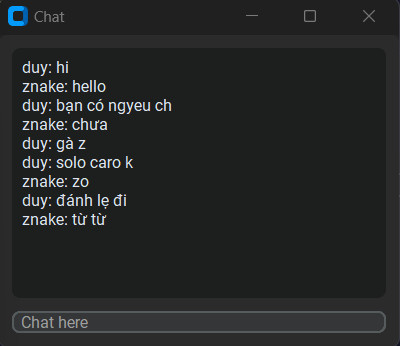 Chat
duy: hi
znake: hello
duy: bạn có ngyeu ch
znake: chưa
duy: gà z
duy: solo caro k
znake: zo
duy: đánh lẹ đi
znake: từ từ
Chat here